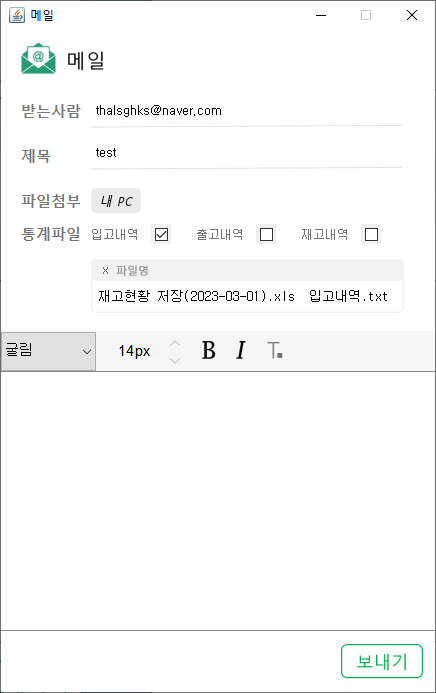 메일
메일
받는사람 thalsghks@naver.com
제목 test
파일첨부 내 PC
통계파일 입고내역 출고내역 재고내역
x 파일명
재고현황 저장(2023-03-01).xls 입고내역.txt
굴림 14px B I T
보내기